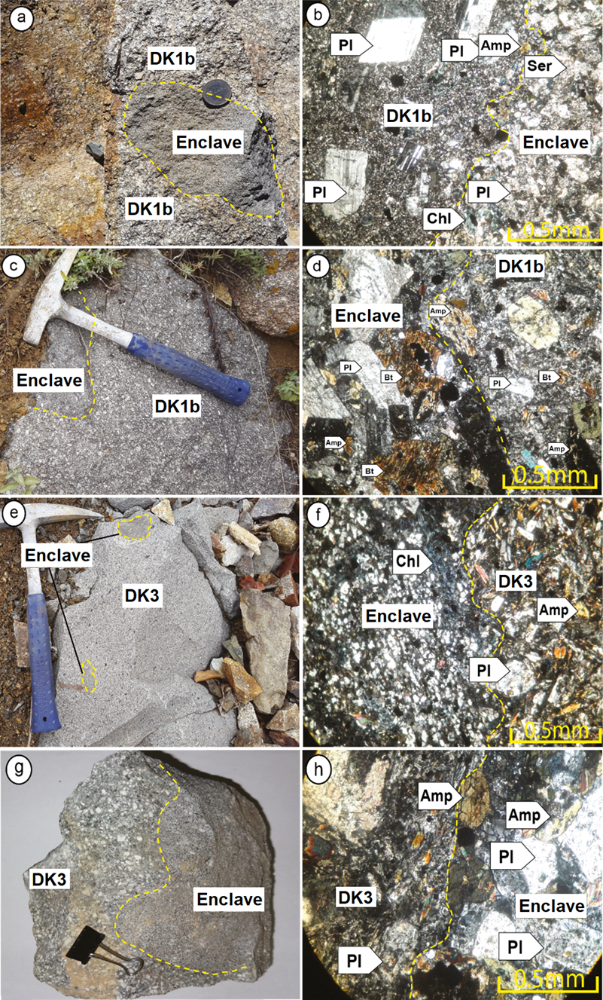 a
DK1b
Enclave
DK1b
b
Pl
Pl
Amp
Ser
DK1b
Enclave
Pl
Pl
Chl
0.5mm
c
Enclave
DK1b
d
DK1b
Enclave
Amp
Pl
Bt
Pl
Bt
Amp
Amp
Bt
0.5mm
e
Enclave
DK3
f
Chl
DK3
Enclave
Amp
Pl
0.5mm
g
DK3
Enclave
h
Amp
Amp
Pl
DK3
Enclave
Pl
Pl
0.5mm